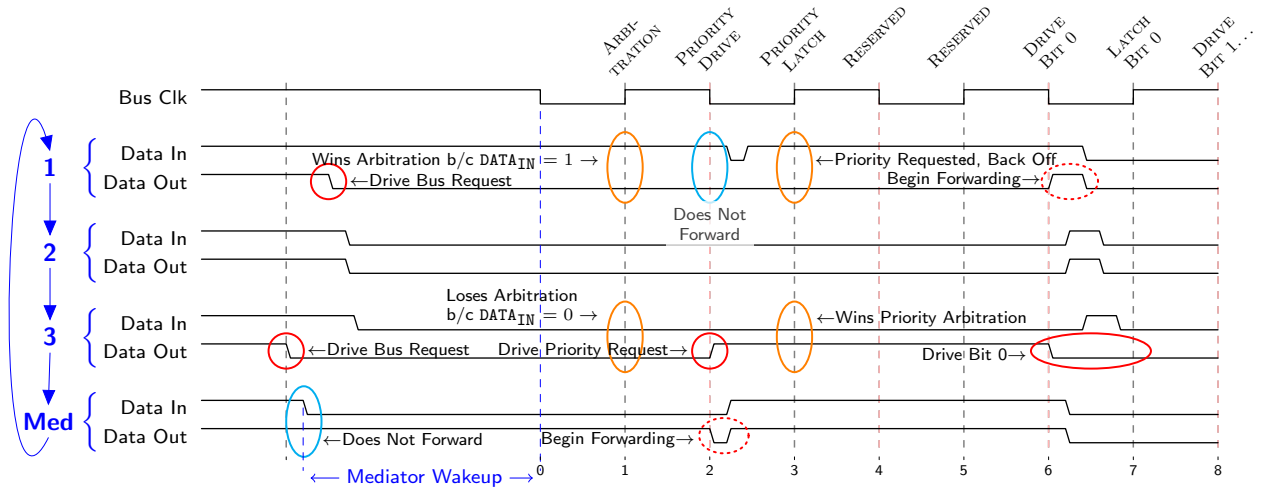 ARBI-
TRATION
PRIORITY
DRIVE
PRIORITY
LATCH
RESERVED
RESERVED
DRIVE
BIT 0
LATCH
BIT 0
DRIVE
BIT 1...
Bus Clk
1
Data In
Wins Arbitration b/c DATA_IN = 1 →
←Priority Requested, Back Off
Data Out
←Drive Bus Request
Begin Forwarding→
Does Not
Forward
2
Data In
Data Out
3
Data In
Loses Arbitration
b/c DATA_IN = 0 →
←Wins Priority Arbitration
Data Out
←Drive Bus Request
Drive Priority Request→
Drive Bit 0→
Med
Data In
Data Out
←Does Not Forward
Begin Forwarding→
← Mediator Wakeup →
0 1 2 3 4 5 6 7 8